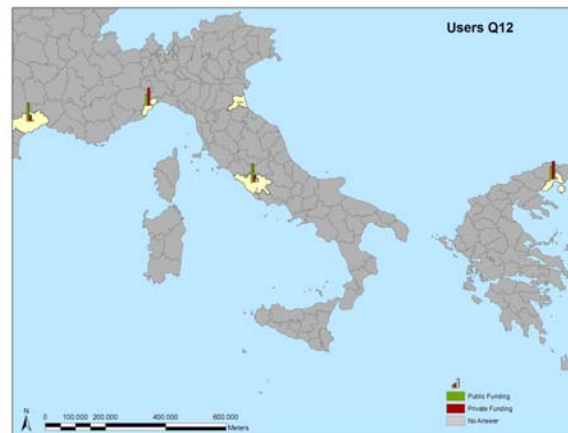 Users Q12
Public Funding
Private Funding
No Answer
N
0 100.000 200.000 400.000 600.000
Meters